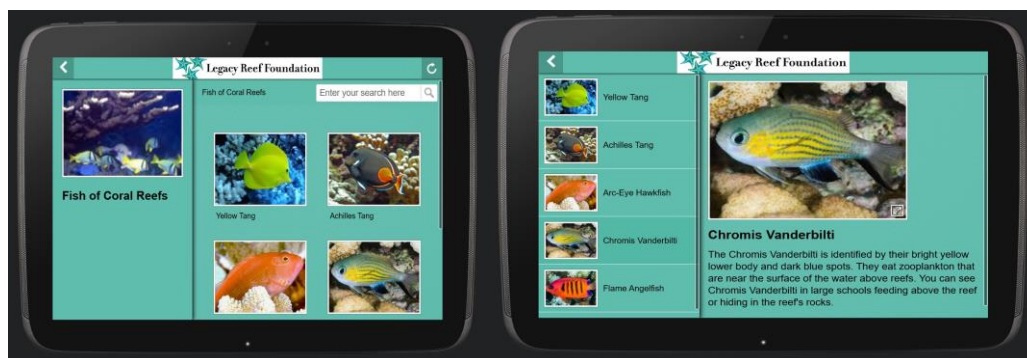 Legacy Reef Foundation
Fish of Coral Reefs
Enter your search here
Fish of Coral Reefs
Yellow Tang
Achilles Tang
Legacy Reef Foundation
Yellow Tang
Achilles Tang
Arc-Eye Hawkfish
Chromis Vanderbilti
Flame Angelfish
Chromis Vanderbilti
The Chromis Vanderbilti is identified by their bright yellow
lower body and dark blue spots. They eat zooplankton that
are near the surface of the water above reefs. You can see
Chromis Vanderbilti in large schools feeding above the reef
or hiding in the reef's rocks.